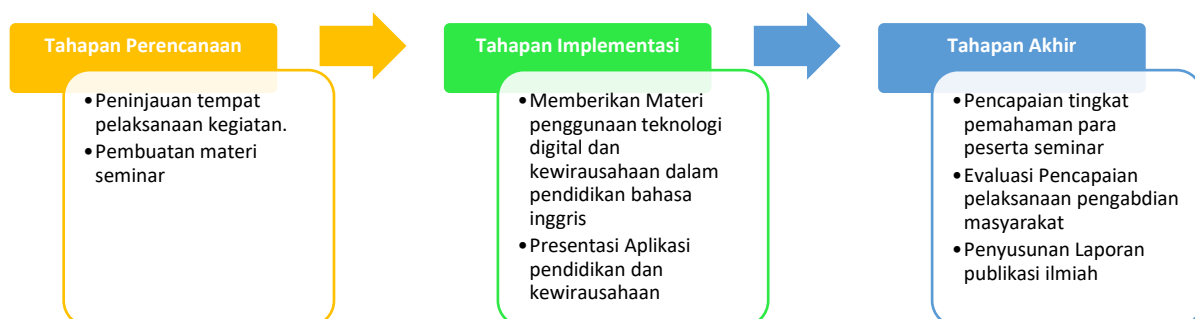 Tahapan Perencanaan
•Peninjauan tempat
pelaksanaan kegiatan.
•Pembuatan materi
seminar
Tahapan Implementasi
•Memberikan Materi
penggunaan teknologi
digital dan
kewirausahaan dalam
pendidikan bahasa
inggris
•Presentasi Aplikasi
pendidikan dan
kewirausahaan
Tahapan Akhir
•Pencapaian tingkat
pemahaman para
peserta seminar
•Evaluasi Pencapaian
pelaksanaan pengabdian
masyarakat
•Penyusunan Laporan
publikasi ilmiah